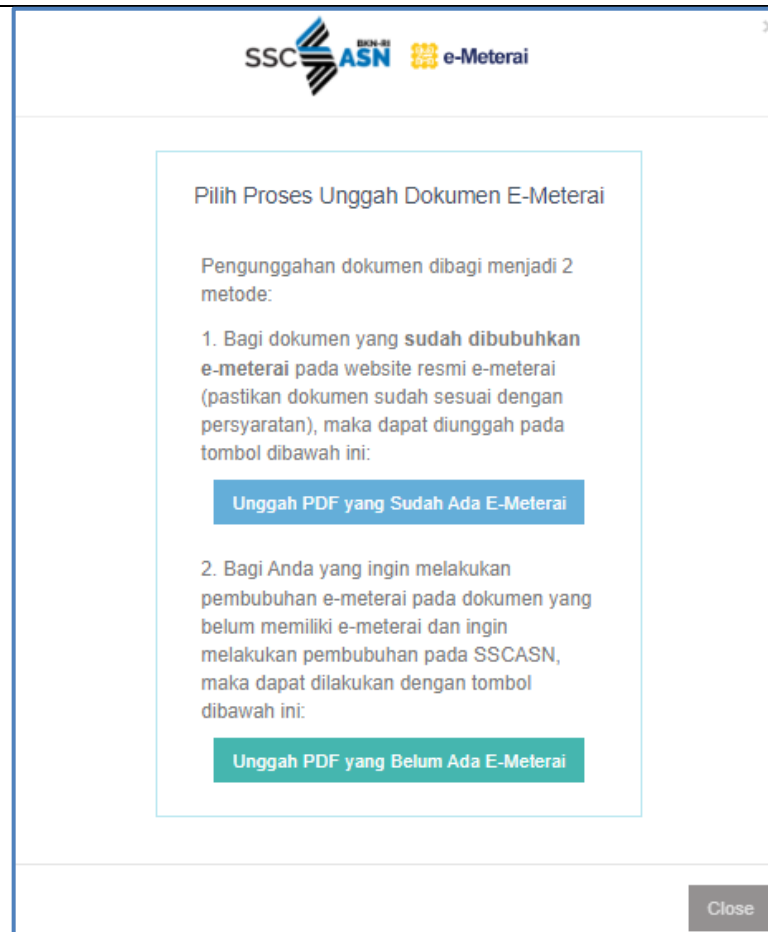 SSC ASN BKN-RI e-Meterai
Pilih Proses Unggah Dokumen E-Meterai
Pengunggahan dokumen dibagi menjadi 2
metode:
1. Bagi dokumen yang sudah dibubuhkan
e-meterai pada website resmi e-meterai
(pastikan dokumen sudah sesuai dengan
persyaratan), maka dapat diunggah pada
tombol dibawah ini:
Unggah PDF yang Sudah Ada E-Meterai
2. Bagi Anda yang ingin melakukan
pembubuhan e-meterai pada dokumen yang
belum memiliki e-meterai dan ingin
melakukan pembubuhan pada SSCASN,
maka dapat dilakukan dengan tombol
dibawah ini:
Unggah PDF yang Belum Ada E-Meterai
Close